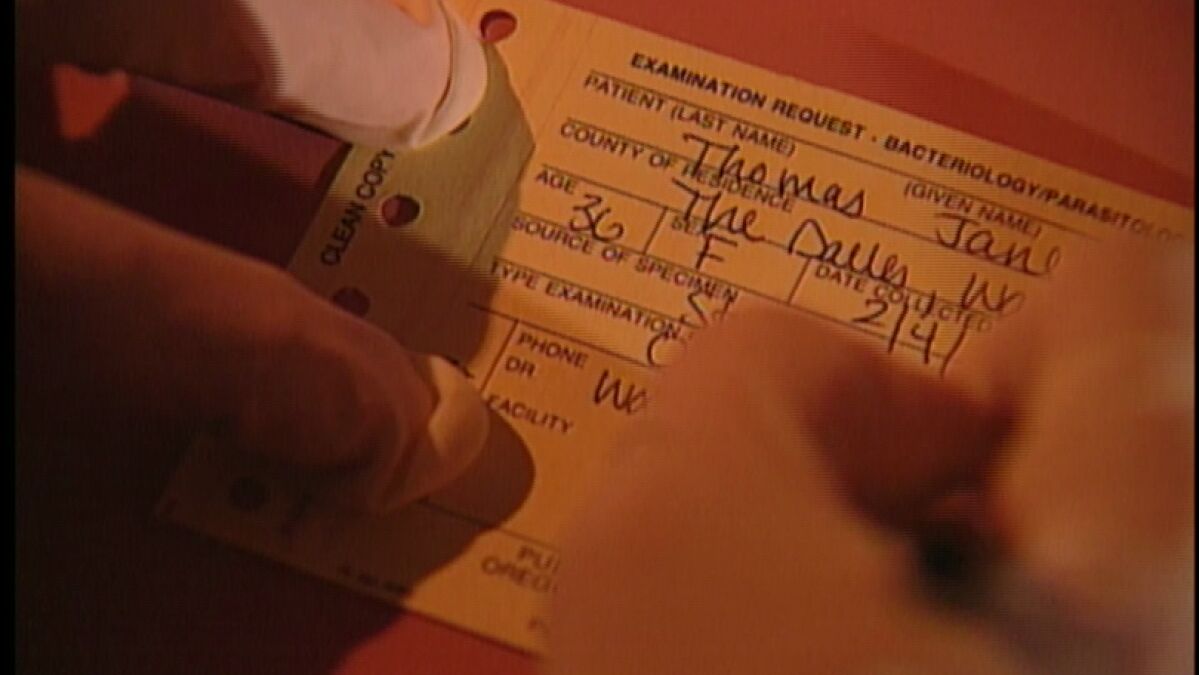 EXAMINATION REQUEST - BACTERIOLOGY/PARASITOLO
PATIENT (LAST NAME) (GIVEN NAME)
Thomas Jane
COUNTY OF RESIDENCE
The Dalles,
AGE SEX DATE COLLECTED
36 F 2/4/
SOURCE OF SPECIMEN
TYPE EXAMINATION
PHONE
DR
FACILITY
CLEAN COPY